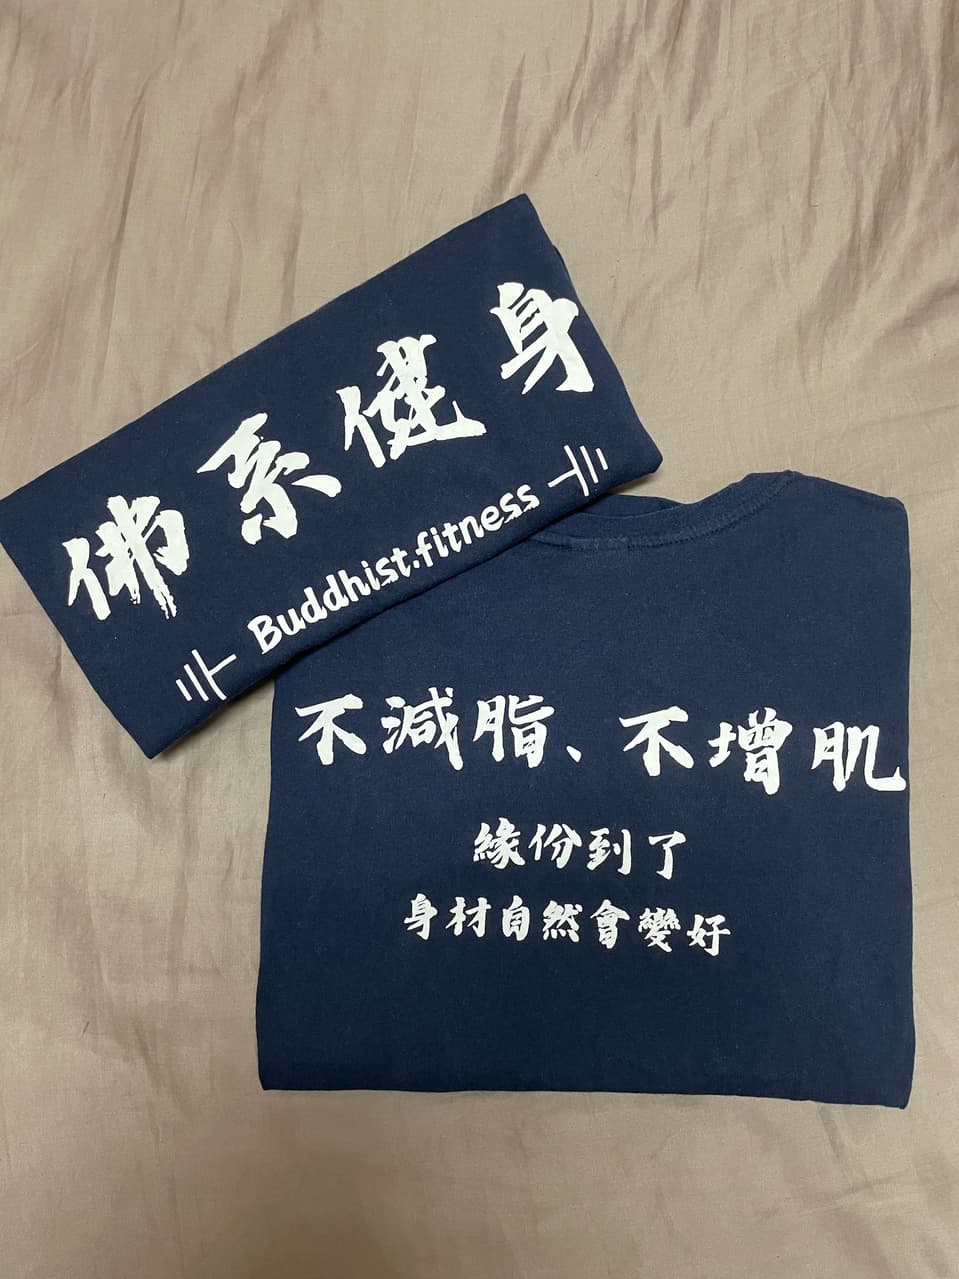 佛系健身
Buddhist.fitness
不減脂、不增肌
緣份到了
身材自然會變好